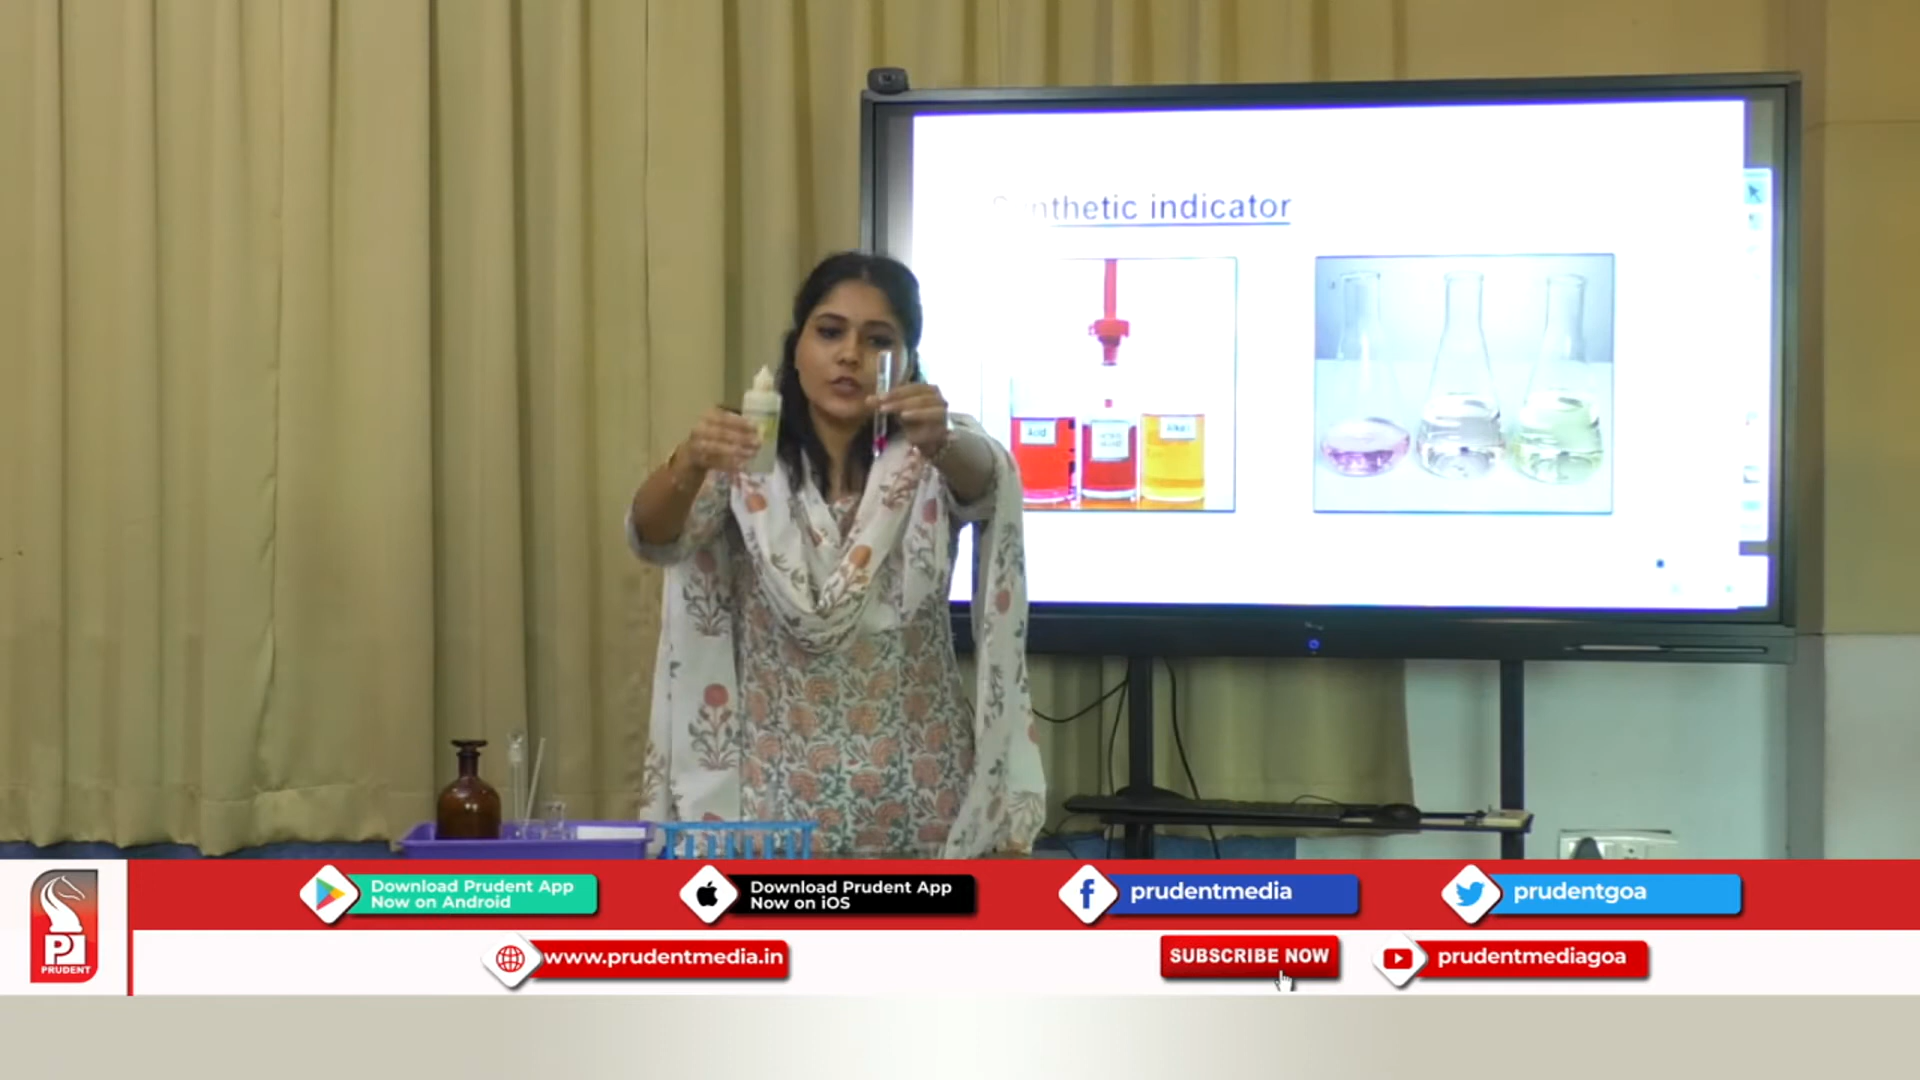 nthetic indicator
Acid
Download Prudent App
Now on Android
Download Prudent App
Now on iOS
prudentmedia
prudentgoa
PRUDENT
www.prudentmedia.in
SUBSCRIBE NOW
prudentmediagoa